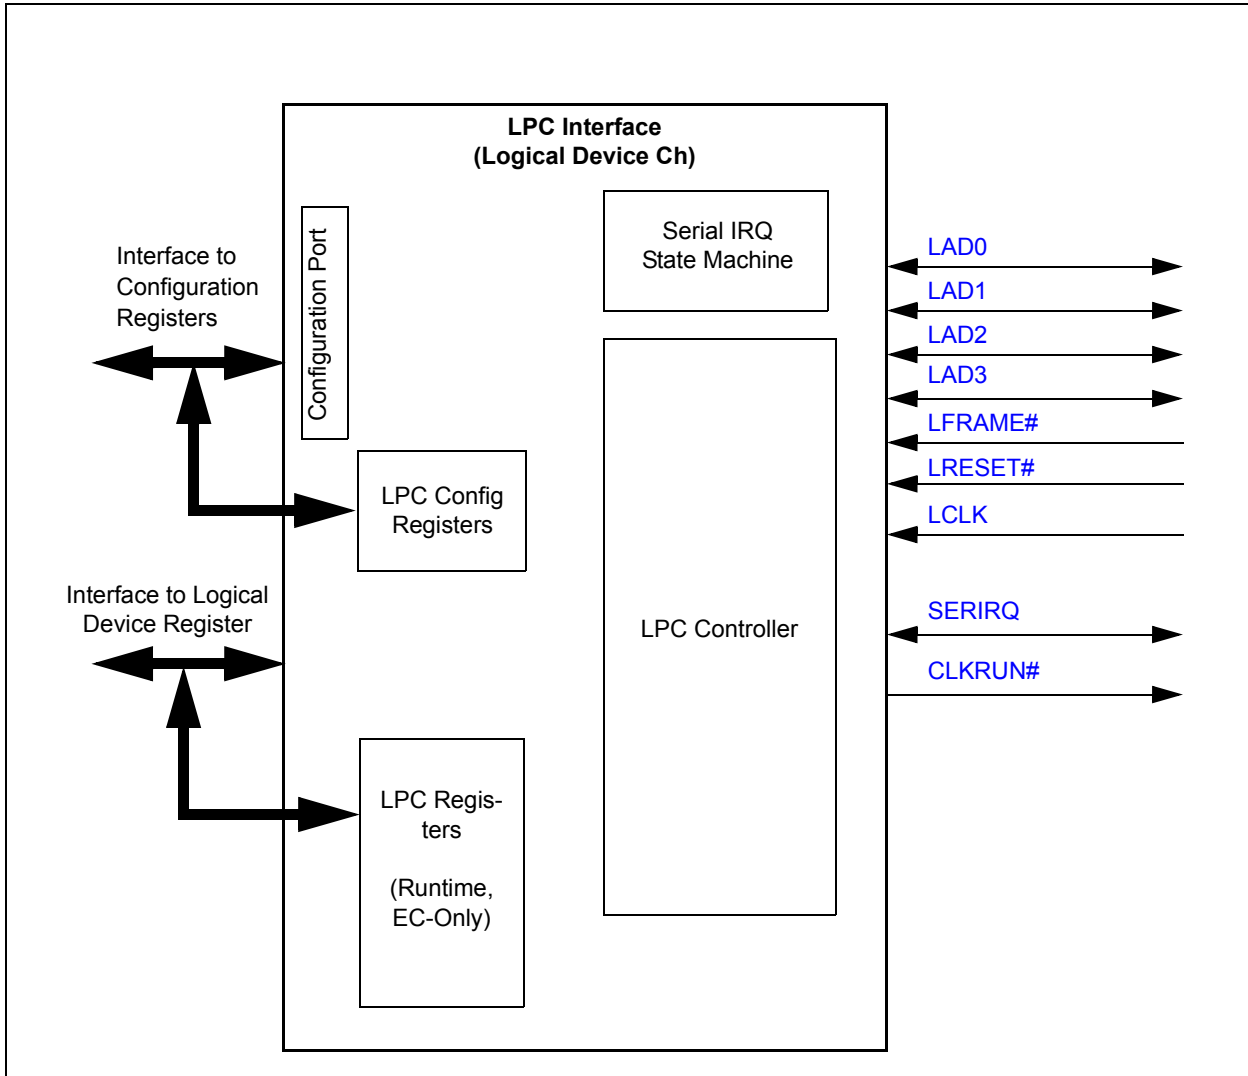 LPC Interface
(Logical Device Ch)
Serial IRQ
State Machine
Configuration Port
Interface to
Configuration
Registers
LPC Config
Registers
Interface to Logical
Device Register
LPC Controller
LPC Regis-
ters
(Runtime,
EC-Only)
LAD0
LAD1
LAD2
LAD3
LFRAME#
LRESET#
LCLK
SERIRQ
CLKRUN#